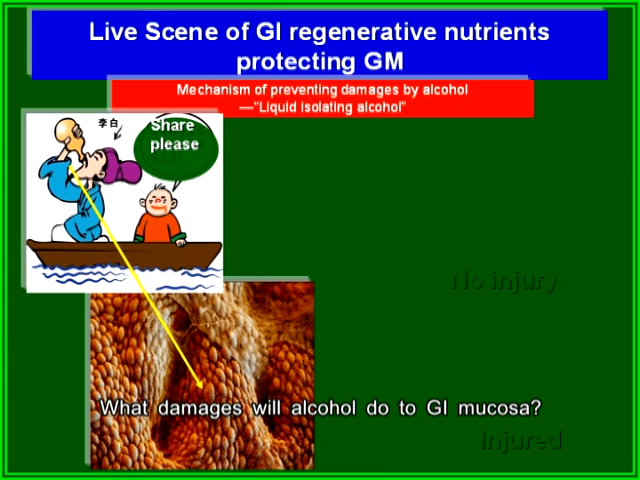 Live Scene of GI regenerative nutrients
protecting GM
Mechanism of preventing damages by alcohol
—"Liquid isolating alcohol"
李白
Share
please
No injury
What damages will alcohol do to GI mucosa?
Injured